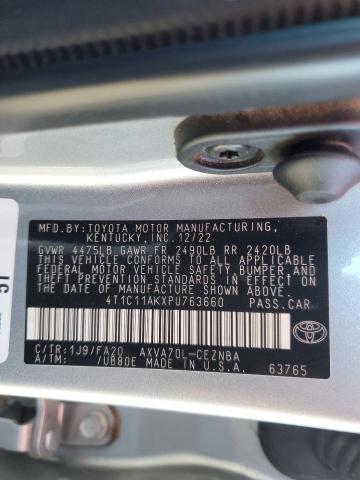 MFD.BY:TOYOTA MOTOR MANUFACTURING,
KENTUCKY,INC.12/22
GVWR 4475LB GAWR FR 2490LB RR 2420LB
THIS VEHICLE CONFORMS TO ALL APPLICABLE
FEDERAL MOTOR VEHICLE SAFETY, BUMPER, AND
THEFT PREVENTION STANDARDS IN EFFECT ON
THE DATE OF MANUFACTURE SHOWN ABOVE.
4T1C11AKXPU763660 PASS.CAR
C/TR:1J9/FA20 AXVA70L-CEZNBA
A/TM: /UB80E MADE IN U.S.A. 63765